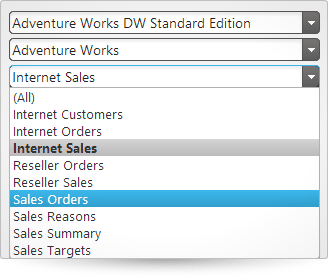 Adventure Works DW Standard Edition
Adventure Works
Internet Sales
(All)
Internet Customers
Internet Orders
Internet Sales
Reseller Orders
Reseller Sales
Sales Orders
Sales Reasons
Sales Summary
Sales Targets